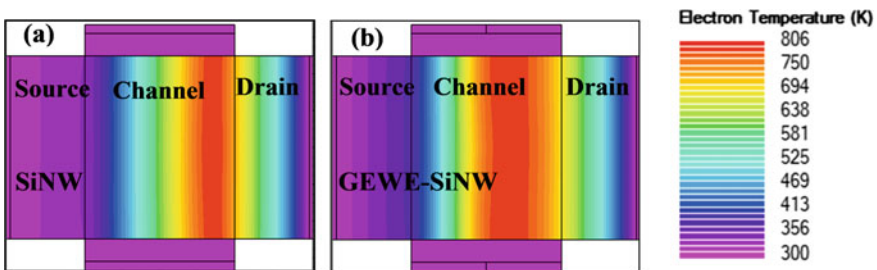 (a)
Source
Channel
Drain
SiNW
(b)
Source
Channel
Drain
GEWE-SiNW
Electron Temperature (K)
806
750
694
638
581
525
469
413
356
300